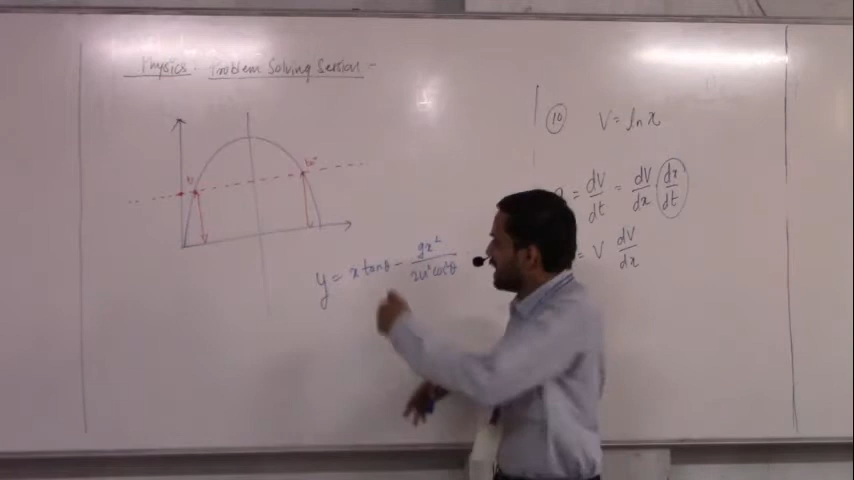 Physics - Problem Solving Session -
y = x tanθ - gx² / 2u²cos²θ
10 V = ln x
= dV/dt = dV/dx dx/dt
= V dV/dx